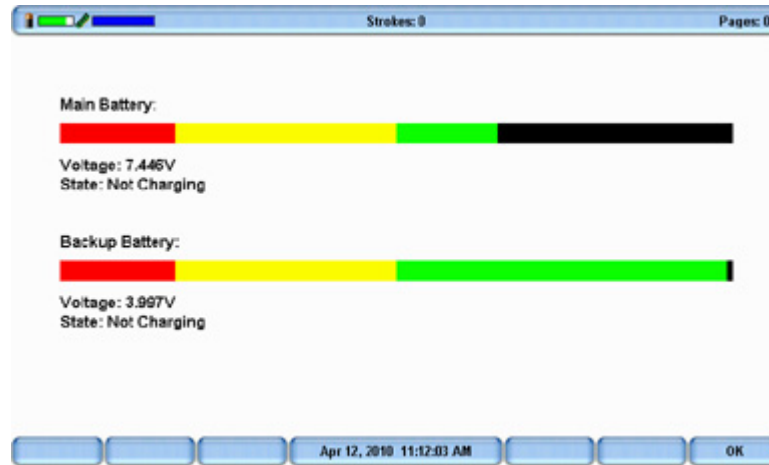 Strokes: 0 Pages: 0
Main Battery:
Voltage: 7.446V
State: Not Charging
Backup Battery:
Voltage: 3.997V
State: Not Charging
Apr 12, 2010 11:12:03 AM OK